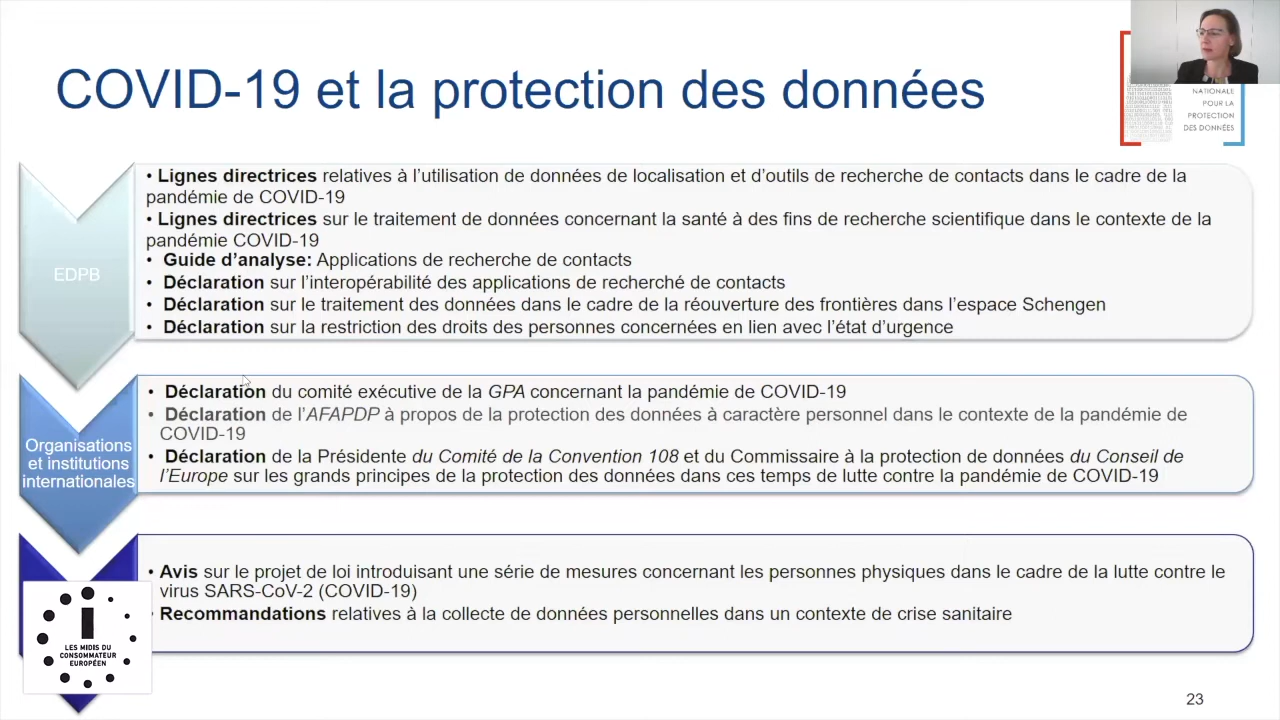 COVID-19 et la protection des données
NATIONALE
POUR LA
PROTECTION
DES DONNÉES
EDPB
• Lignes directrices relatives à l’utilisation de données de localisation et d’outils de recherche de contacts dans le cadre de la
pandémie de COVID-19
• Lignes directrices sur le traitement de données concernant la santé à des fins de recherche scientifique dans le contexte de la
pandémie COVID-19
• Guide d’analyse: Applications de recherche de contacts
• Déclaration sur l’interopérabilité des applications de recherché de contacts
• Déclaration sur le traitement des données dans le cadre de la réouverture des frontières dans l’espace Schengen
• Déclaration sur la restriction des droits des personnes concernées en lien avec l’état d’urgence
Organisations
et institutions
internationales
• Déclaration du comité exécutive de la GPA concernant la pandémie de COVID-19
• Déclaration de l’AFAPDP à propos de la protection des données à caractère personnel dans le contexte de la pandémie de
COVID-19
• Déclaration de la Présidente du Comité de la Convention 108 et du Commissaire à la protection de données du Conseil de
l’Europe sur les grands principes de la protection des données dans ces temps de lutte contre la pandémie de COVID-19
• Avis sur le projet de loi introduisant une série de mesures concernant les personnes physiques dans le cadre de la lutte contre le
virus SARS-CoV-2 (COVID-19)
• Recommandations relatives à la collecte de données personnelles dans un contexte de crise sanitaire
LES MIDIS DU
CONSOMMATEUR
EUROPÉEN
23